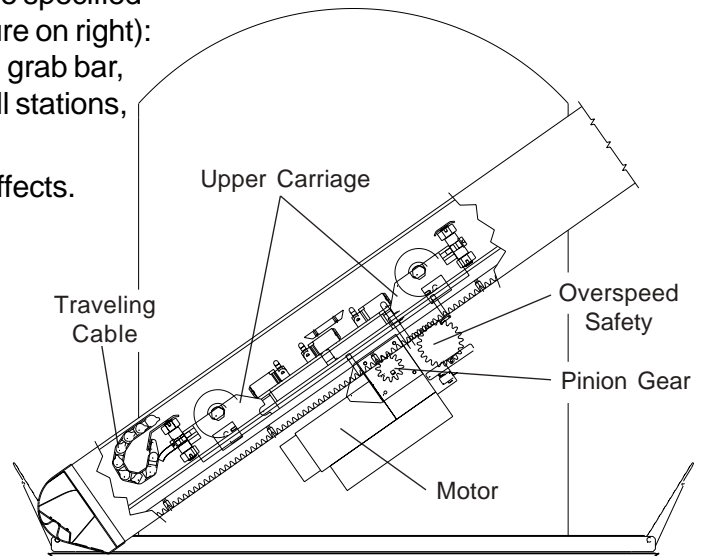 specified
ure on right):
grab bar,
ll stations,
ffects.
Upper Carriage
Traveling
Cable
Overspeed
Safety
Pinion Gear
Motor